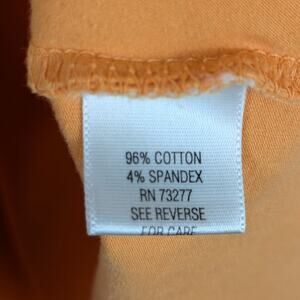 96% COTTON
4% SPANDEX
RN 73277
SEE REVERSE
FOR CARE